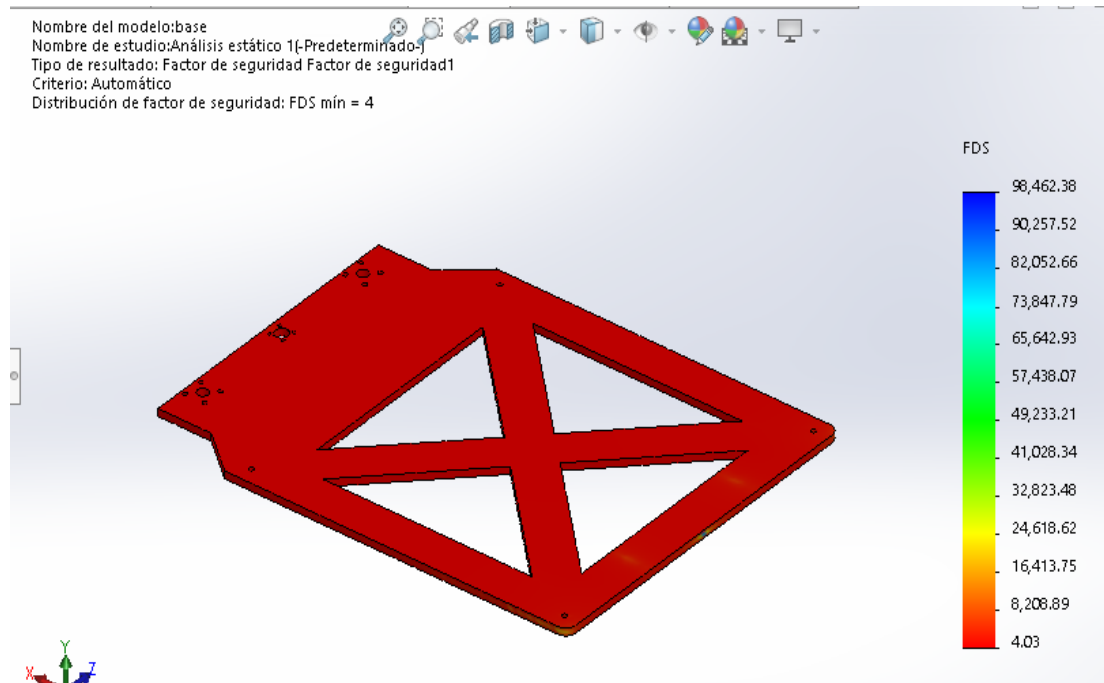 Nombre del modelo:base
Nombre de estudio:Análisis estático 1(-Predeterminado-)
Tipo de resultado: Factor de seguridad Factor de seguridad1
Criterio: Automático
Distribución de factor de seguridad: FDS mín = 4
FDS
98,462.38
90,257.52
82,052.66
73,847.79
65,642.93
57,438.07
49,233.21
41,028.34
32,823.48
24,618.62
16,413.75
8,208.89
4.03
Y
X
Z